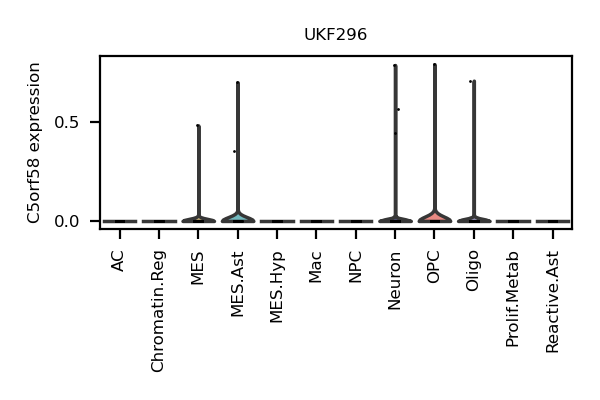 UKF296
C5orf58 expression
0.5
0.0
AC
Chromatin.Reg
MES
MES.Ast
MES.Hyp
Mac
NPC
Neuron
OPC
Oligo
Prolif.Metab
Reactive.Ast